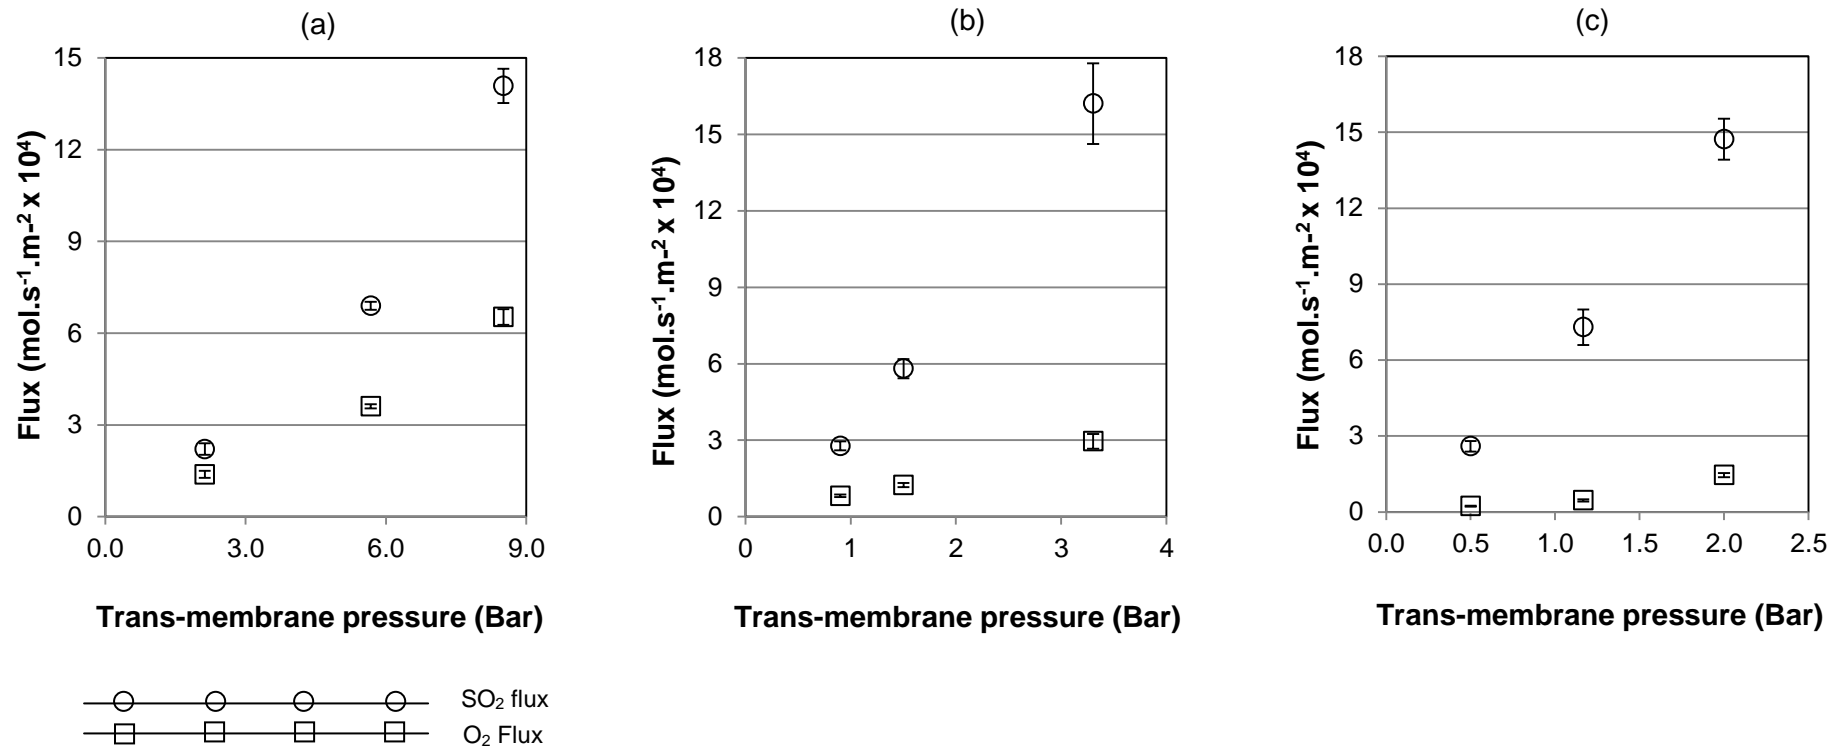 (a)
Flux (mol.s⁻¹.m-² x 10⁴)
15
12
9
6
3
0
0.0 3.0 6.0 9.0
Trans-membrane pressure (Bar)
(b)
Flux (mol.s⁻¹.m-² x 10⁴)
18
15
12
9
6
3
0
0 1 2 3 4
Trans-membrane pressure (Bar)
(c)
Flux (mol.s⁻¹.m-² x 10⁴)
18
15
12
9
6
3
0
0.0 0.5 1.0 1.5 2.0 2.5
Trans-membrane pressure (Bar)
SO₂ flux
O₂ Flux